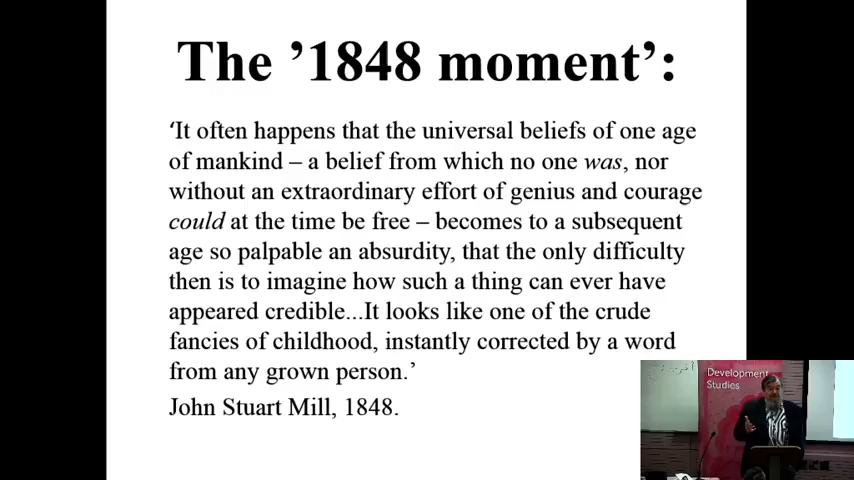 The ’1848 moment’:
‘It often happens that the universal beliefs of one age
of mankind – a belief from which no one was, nor
without an extraordinary effort of genius and courage
could at the time be free – becomes to a subsequent
age so palpable an absurdity, that the only difficulty
then is to imagine how such a thing can ever have
appeared credible...It looks like one of the crude
fancies of childhood, instantly corrected by a word
from any grown person.’
John Stuart Mill, 1848.
Development
Studies